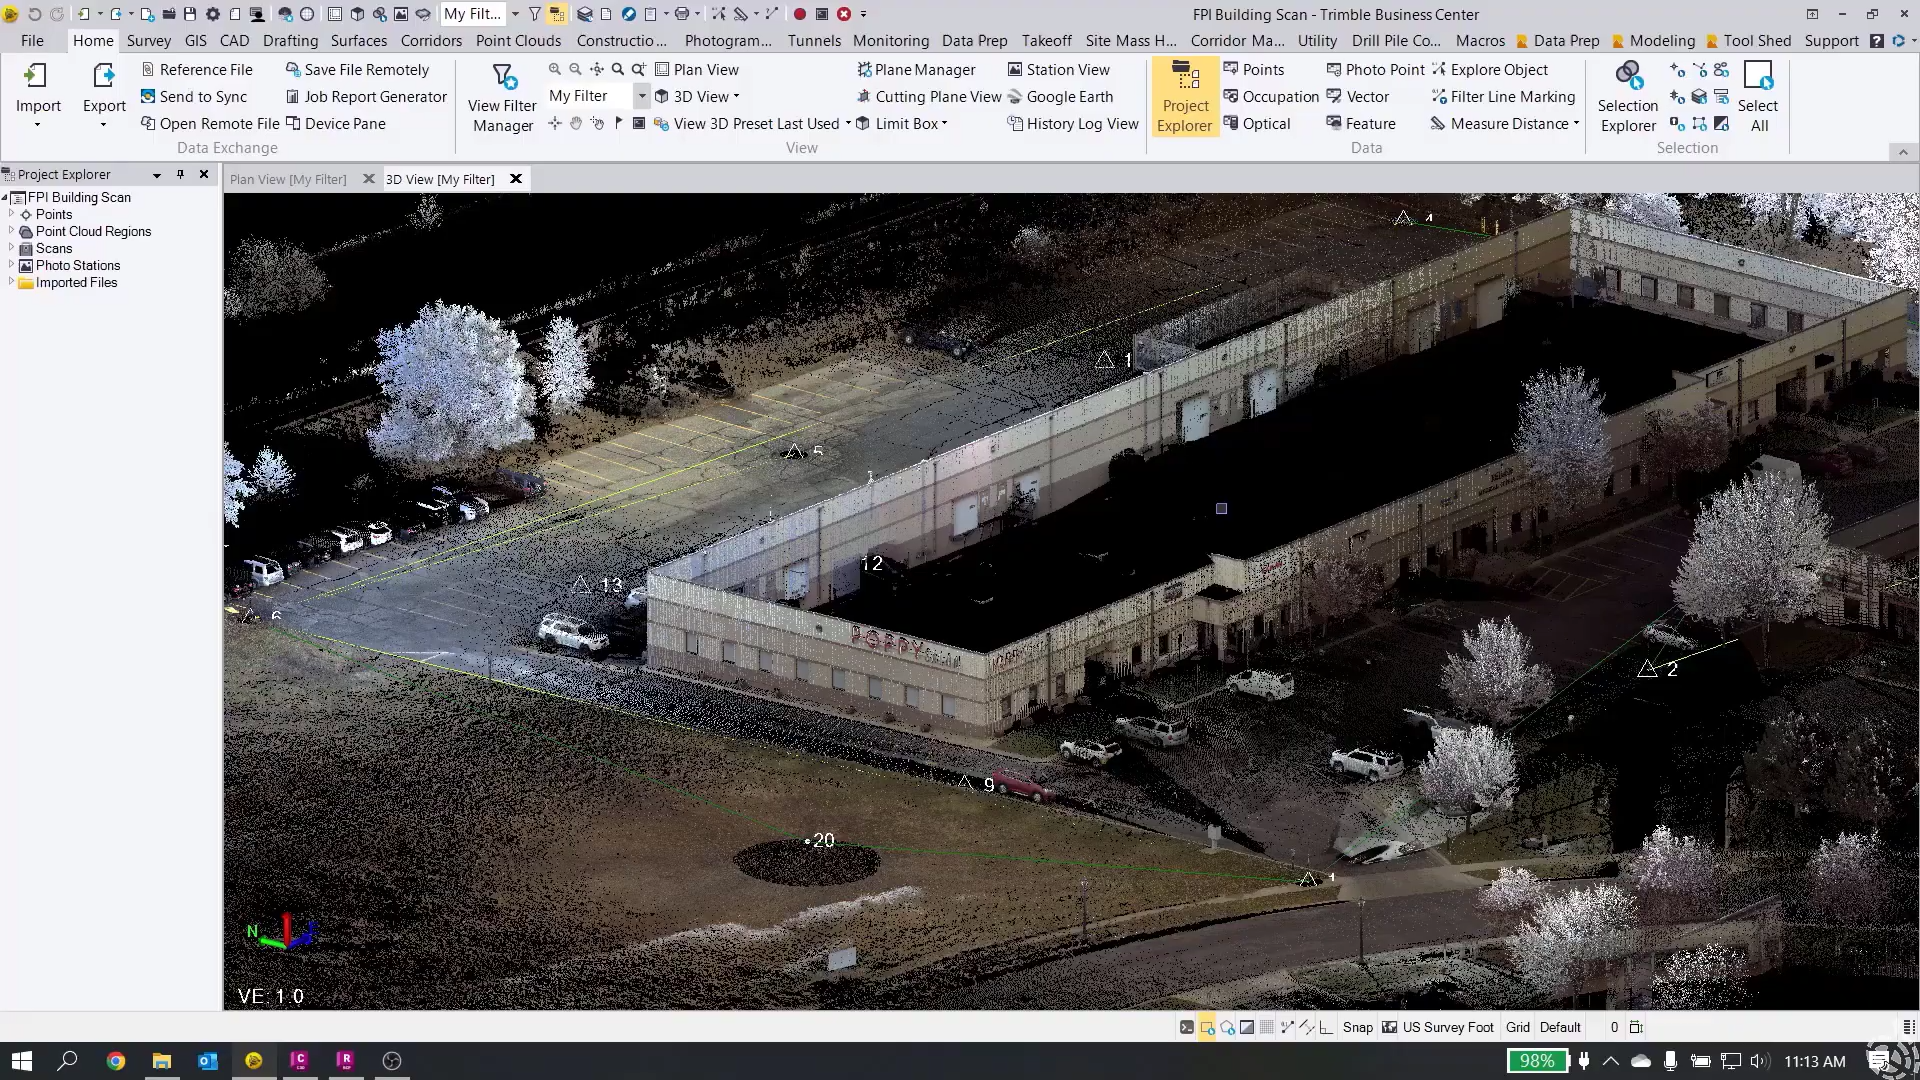 My Filt...
FPI Building Scan - Trimble Business Center
File Home Survey GIS CAD Drafting Surfaces Corridors Point Clouds Constructio... Photogram... Tunnels Monitoring Data Prep Takeoff Site Mass H... Corridor Ma... Utility Drill Pile Co... Macros Data Prep Modeling Tool Shed Support
Import
Export
Reference File
Send to Sync
Open Remote File
Save File Remotely
Job Report Generator
Device Pane
Data Exchange
View Filter
Manager
My Filter
Plan View
3D View
View 3D Preset Last Used
Plane Manager
Cutting Plane View
Limit Box
Station View
Google Earth
History Log View
View
Project
Explorer
Points
Occupation
Optical
Photo Point
Vector
Feature
Explore Object
Filter Line Marking
Measure Distance
Data
Selection
Explorer
Select
All
Selection
Project Explorer
FPI Building Scan
Points
Point Cloud Regions
Scans
Photo Stations
Imported Files
Plan View [My Filter]
3D View [My Filter]
4
1
5
12
13
6
2
9
20
1
N
VE: 1.0
Snap
US Survey Foot
Grid
Default
0
98%
11:13 AM